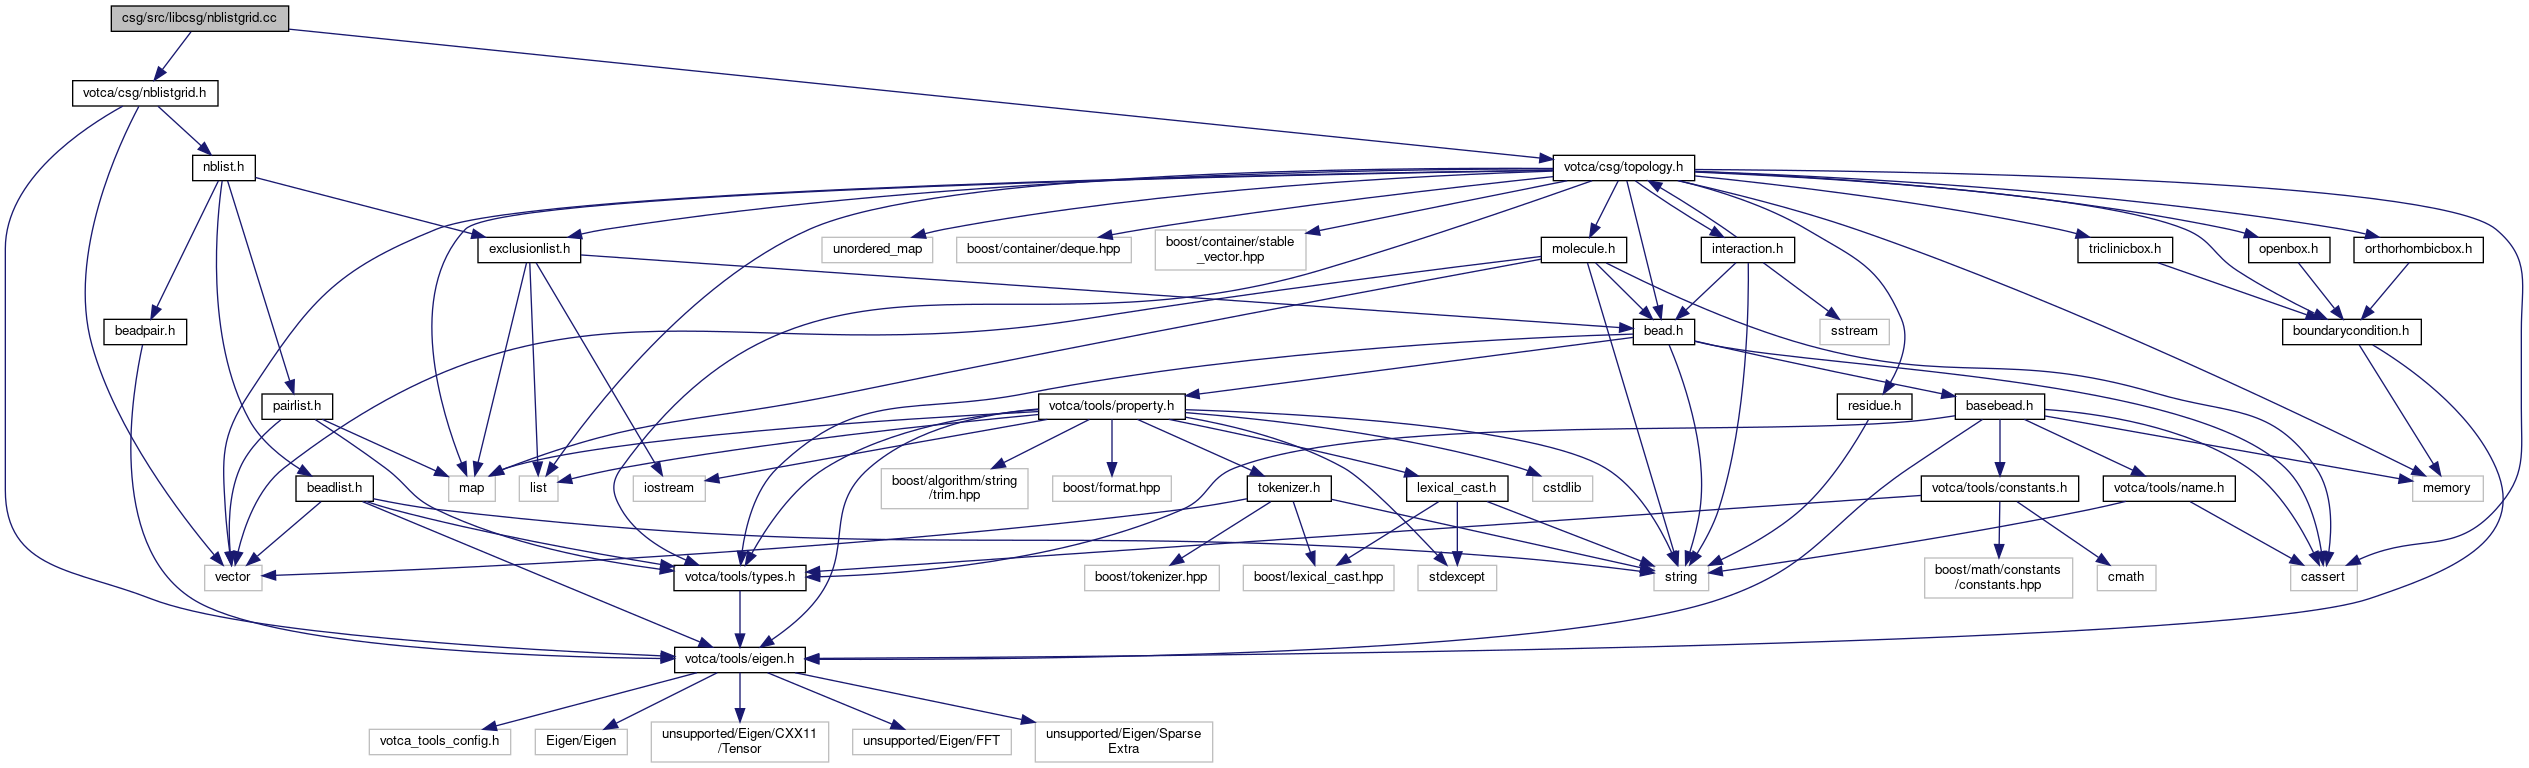 csg/src/libcsg/nblistgrid.cc
votca/csg/nblistgrid.h
nblist.h
votca/csg/topology.h
exclusionlist.h
unordered_map
boost/container/deque.hpp
boost/container/stable
_vector.hpp
molecule.h
interaction.h
triclinicbox.h
openbox.h
orthorhombicbox.h
beadpair.h
bead.h
sstream
boundarycondition.h
pairlist.h
votca/tools/property.h
residue.h
basebead.h
beadlist.h
map
list
iostream
boost/algorithm/string
/trim.hpp
boost/format.hpp
tokenizer.h
lexical_cast.h
cstdlib
votca/tools/constants.h
votca/tools/name.h
memory
vector
votca/tools/types.h
boost/tokenizer.hpp
boost/lexical_cast.hpp
stdexcept
string
boost/math/constants
/constants.hpp
cmath
cassert
votca/tools/eigen.h
votca_tools_config.h
Eigen/Eigen
unsupported/Eigen/CXX11
/Tensor
unsupported/Eigen/FFT
unsupported/Eigen/Sparse
Extra